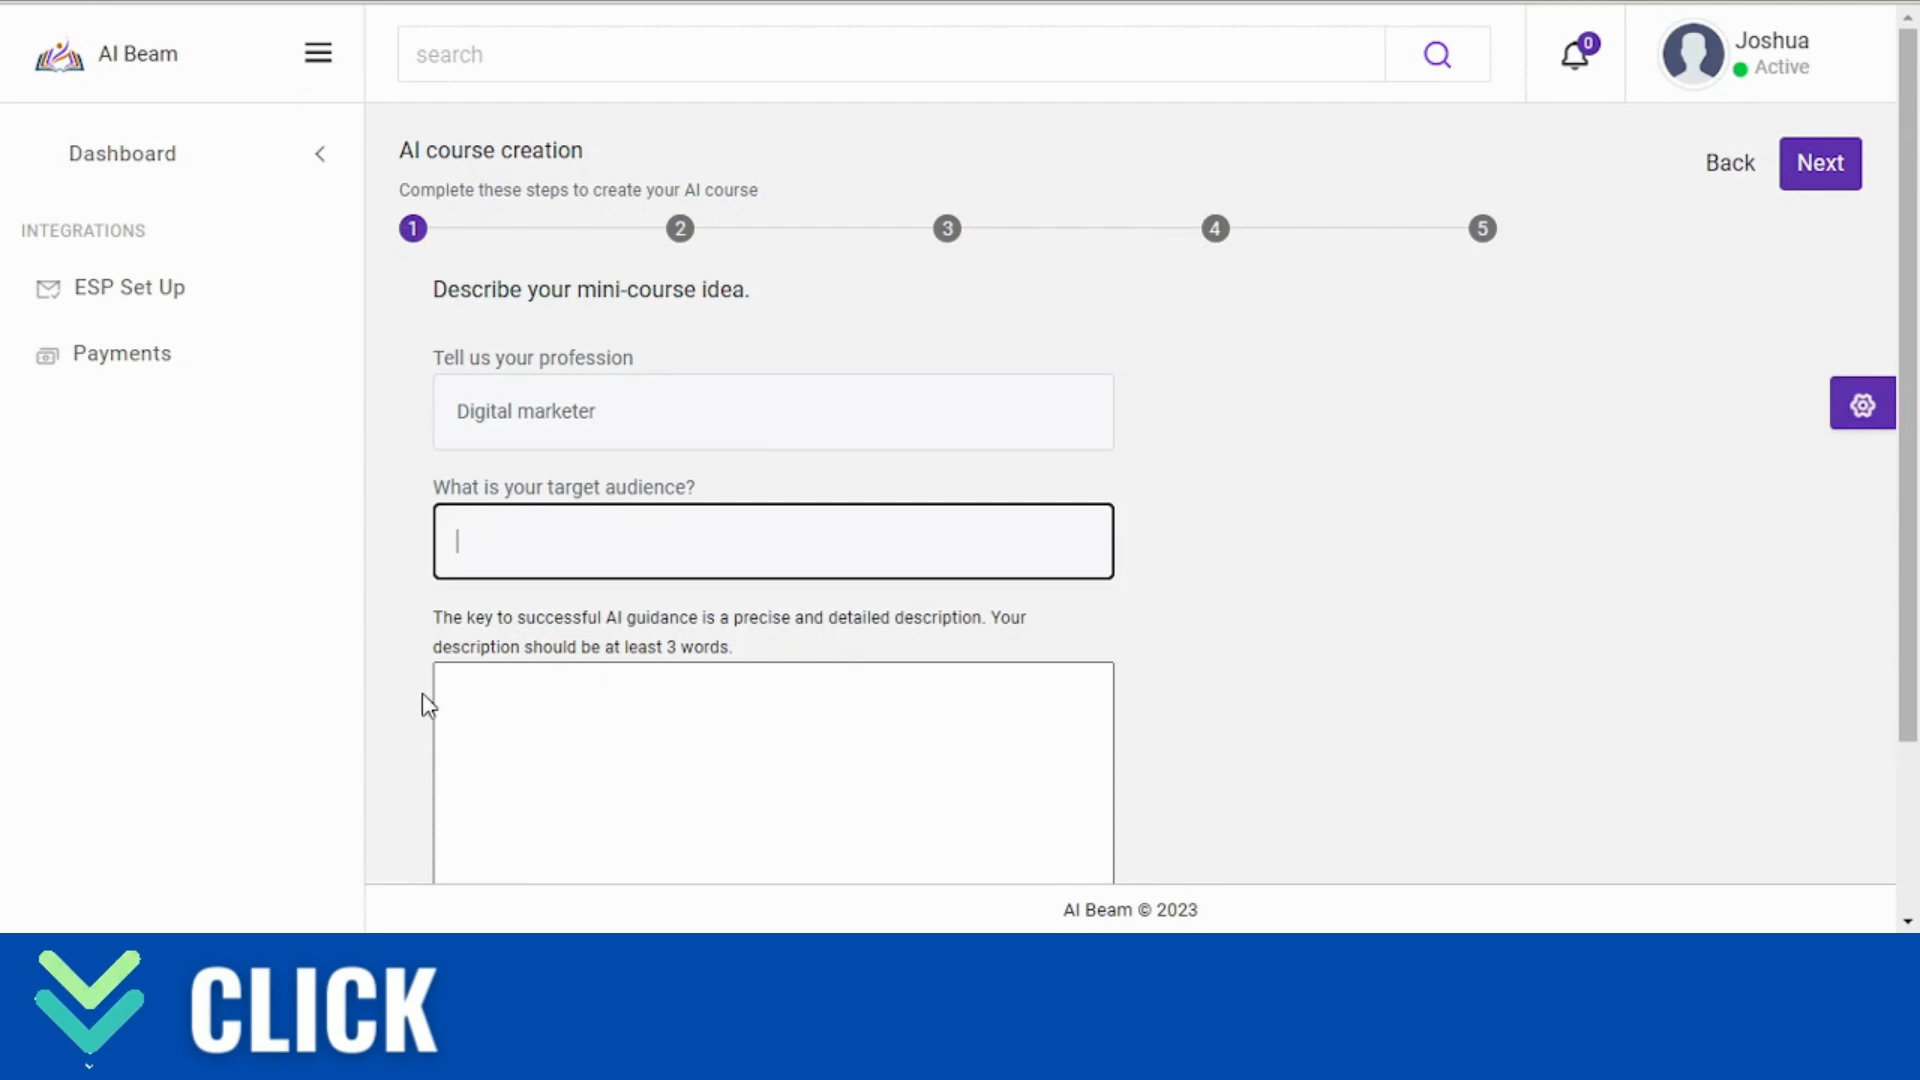 AI Beam
search
0
Joshua
Active
Dashboard
INTEGRATIONS
ESP Set Up
Payments
AI course creation
Complete these steps to create your AI course
Back
Next
1
2
3
4
5
Describe your mini-course idea.
Tell us your profession
Digital marketer
What is your target audience?
The key to successful AI guidance is a precise and detailed description. Your
description should be at least 3 words.
AI Beam © 2023
CLICK